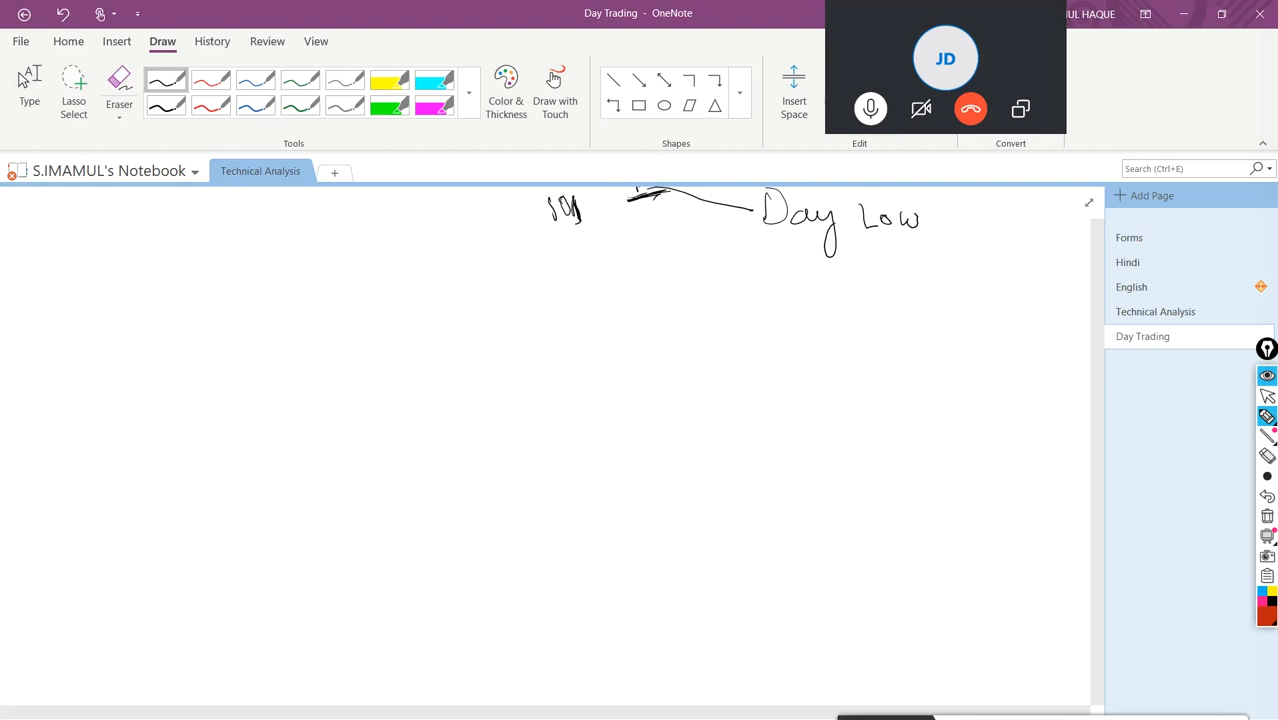 Day Trading - OneNote
UL HAQUE
File Home Insert Draw History Review View
JD
Type
Lasso Select
Eraser
Color & Thickness
Draw with Touch
Insert Space
Tools
Shapes
Edit
Convert
S.IMAMUL's Notebook
Technical Analysis
Search (Ctrl+E)
Add Page
Forms
Hindi
English
Technical Analysis
Day Trading
Day Low